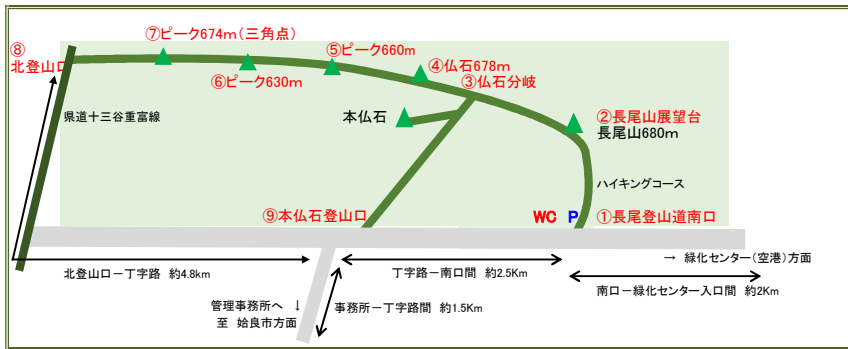 ⑦ピーク674m(三角点)
⑧
北登山口
⑤ピーク660m
⑥ピーク630m
④仏石678m
③仏石分岐
県道十三谷重富線
本仏石
②長尾山展望台
長尾山680m
ハイキングコース
⑨本仏石登山口
WC P ①長尾登山道南口
→ 緑化センター(空港)方面
北登山口-丁字路 約4.8km
丁字路-南口間 約2.5Km
南口-緑化センター入口間 約2Km
管理事務所へ ↓
至 姶良市方面
事務所-丁字路間 約1.5Km